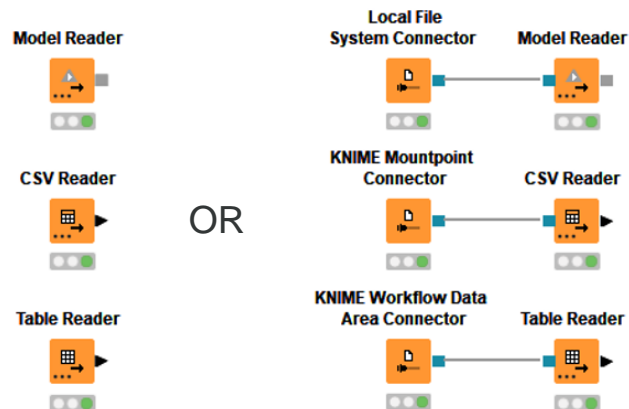 Model Reader
Local File
System Connector
Model Reader
CSV Reader
OR
KNIME Mountpoint
Connector
CSV Reader
Table Reader
KNIME Workflow Data
Area Connector
Table Reader